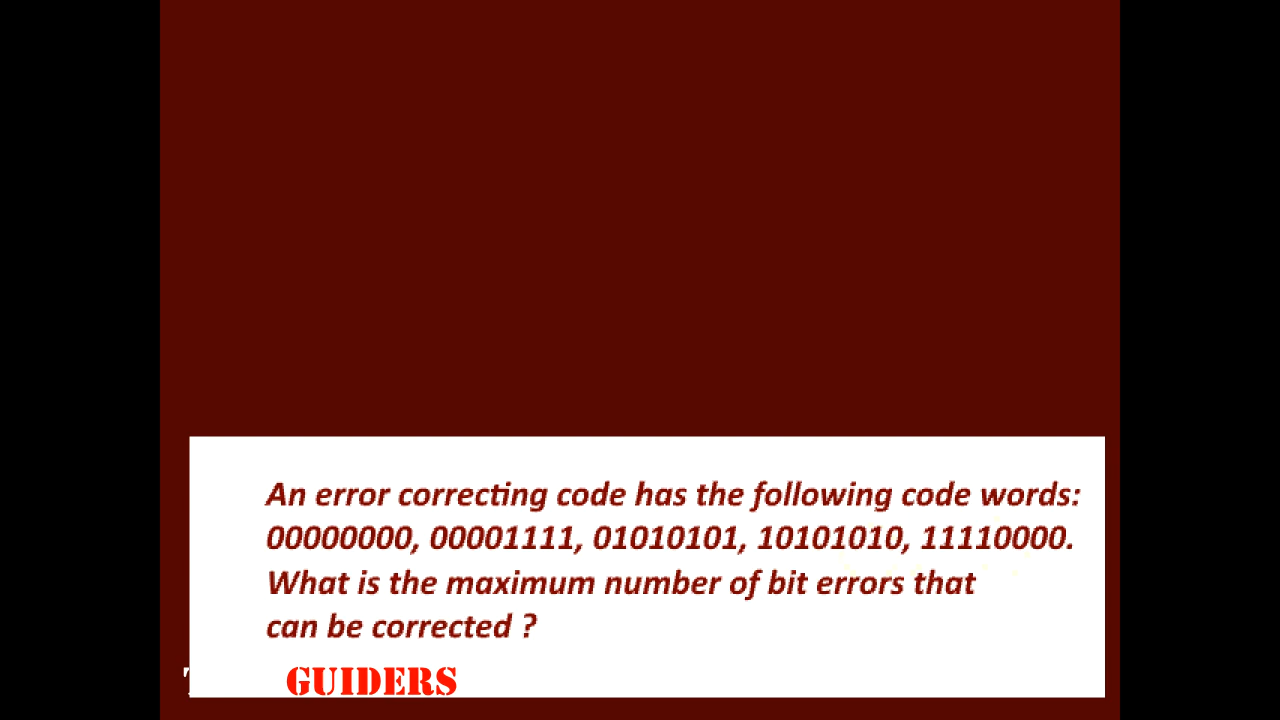 An error correcting code has the following code words:
00000000, 00001111, 01010101, 10101010, 11110000.
What is the maximum number of bit errors that
can be corrected ?
GUIDERS